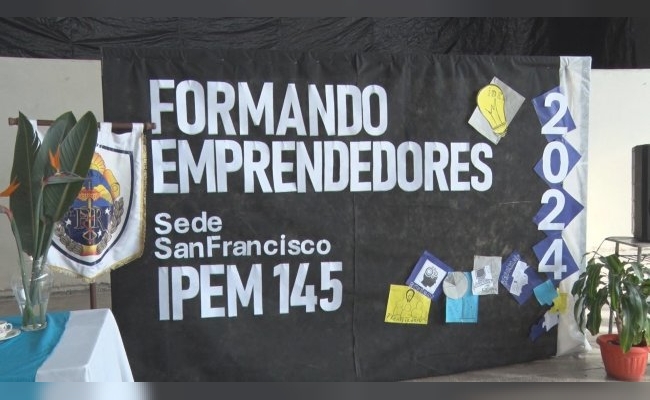 FORMANDO
EMPRENDEDORES
Sede
SanFrancisco
IPEM 145
2024